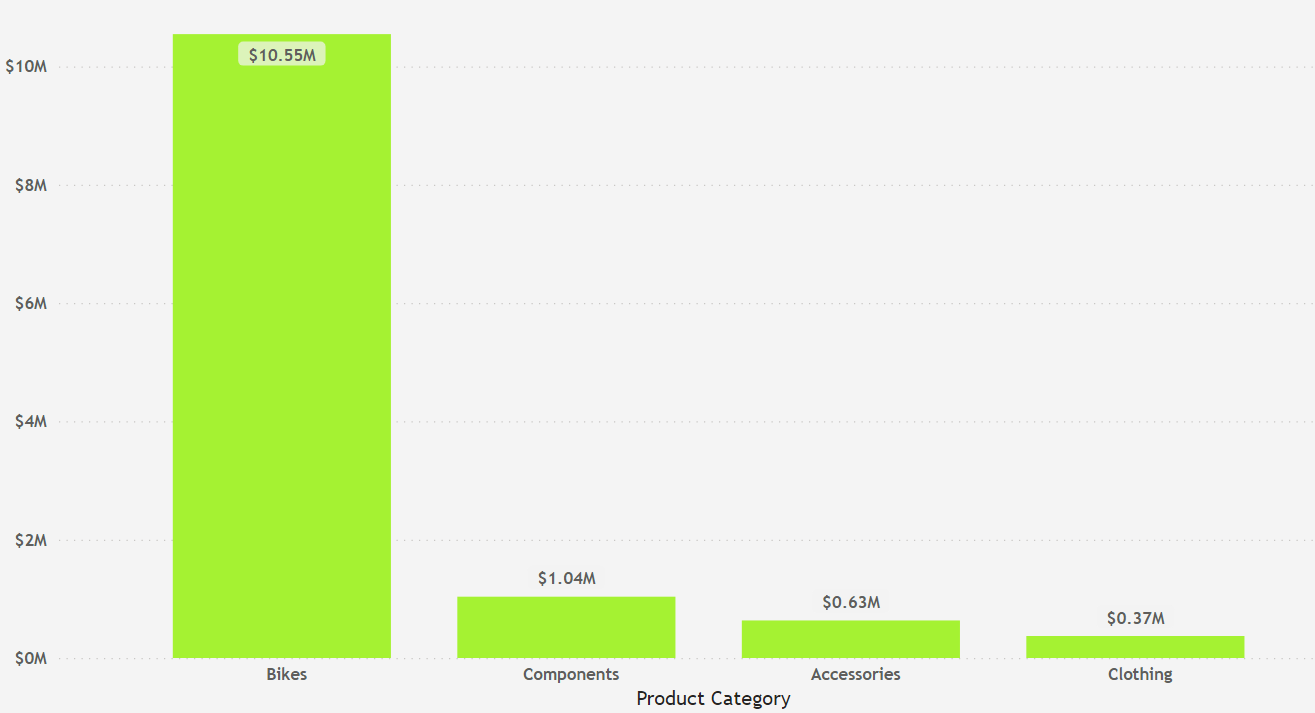 $10.55M
$10M
$8M
$6M
$4M
$2M
$1.04M
$0.63M
$0.37M
$0M
Bikes Components Accessories Clothing
Product Category